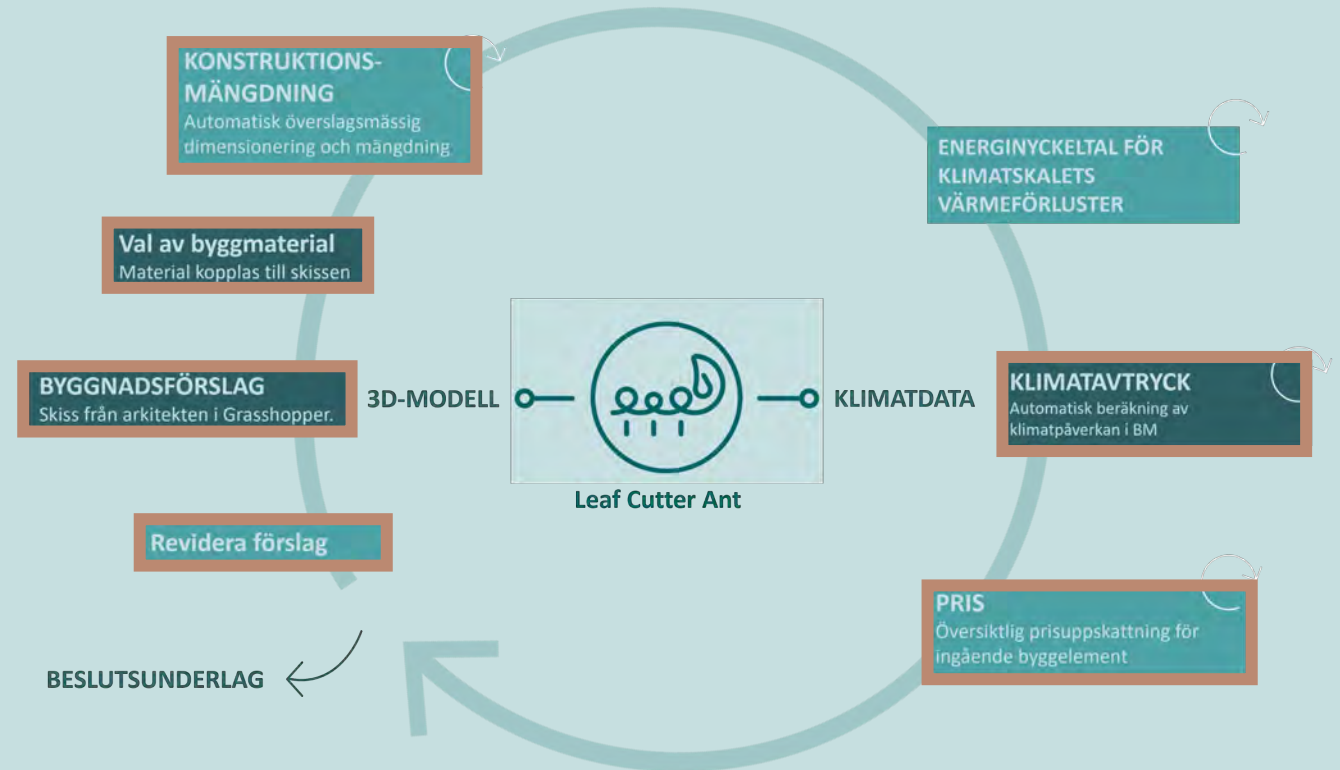 KONSTRUKTIONS-
MÄNGDNING
Automatisk överslagsmässig
dimensionering och mängdning
ENERGINYCKELTAL FÖR
KLIMATSKALETS
VÄRMEFÖRLUSTER
Val av byggmaterial
Material kopplas till skissen
BYGGNADSFÖRSLAG
Skiss från arkitekten i Grasshopper.
3D-MODELL
KLIMATDATA
KLIMATAVTRYCK
Automatisk beräkning av
klimatpåverkan i BM
Leaf Cutter Ant
Revidera förslag
PRIS
Översiktlig prisuppskattning för
ingående byggelement
BESLUTSUNDERLAG